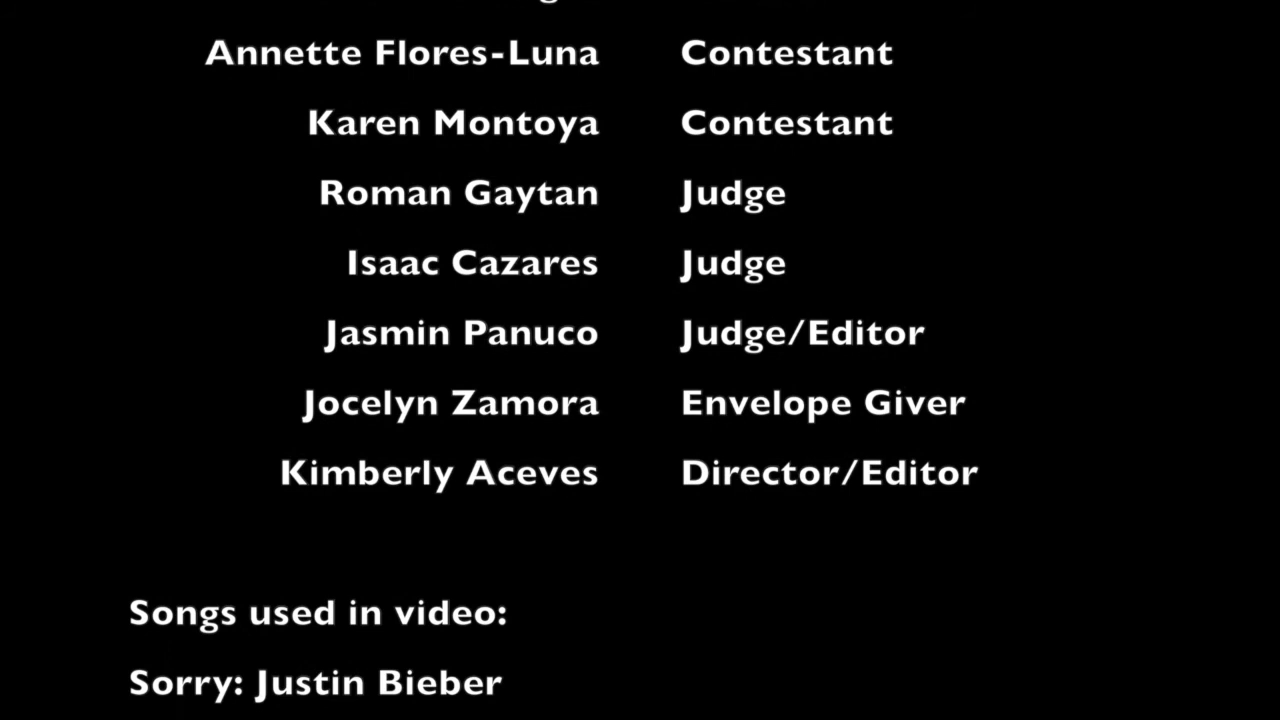 Annette Flores-Luna Contestant
Karen Montoya Contestant
Roman Gaytan Judge
Isaac Cazares Judge
Jasmin Panuco Judge/Editor
Jocelyn Zamora Envelope Giver
Kimberly Aceves Director/Editor
Songs used in video:
Sorry: Justin Bieber